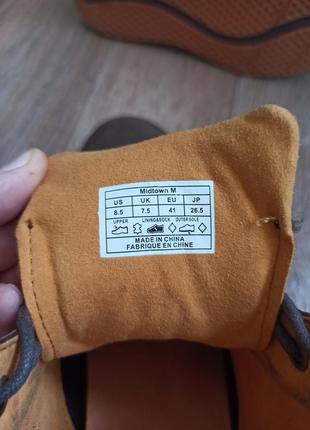 Midtown M
US UK EU JP
8.5 7.5 41 26.5
UPPER LINING&SOCK OUTER SOLE
MADE IN CHINA
FABRIQUE EN CHINE